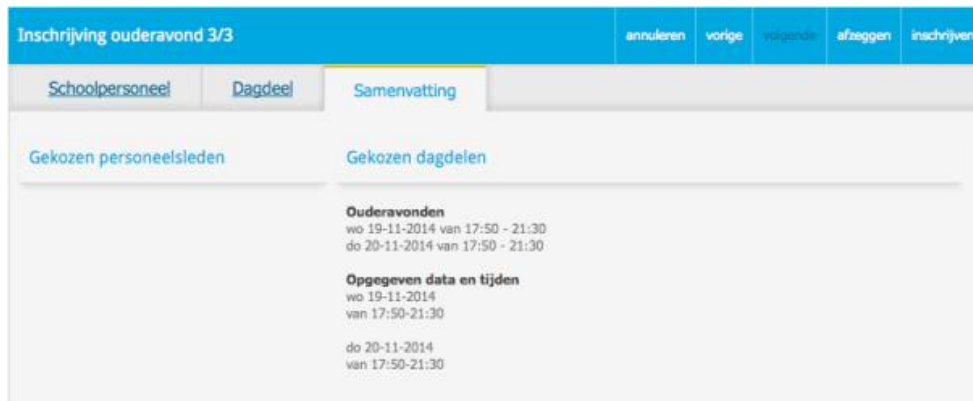 Inschrijving ouderavond 3/3
annuleren vorige volgende afzeggen inschrijven
Schoolpersoneel Dagdeel Samenvatting
Gekozen personeelsleden Gekozen dagdelen
Ouderavonden
wo 19-11-2014 van 17:50 - 21:30
do 20-11-2014 van 17:50 - 21:30
Opgegeven data en tijden
wo 19-11-2014
van 17:50-21:30
do 20-11-2014
van 17:50-21:30